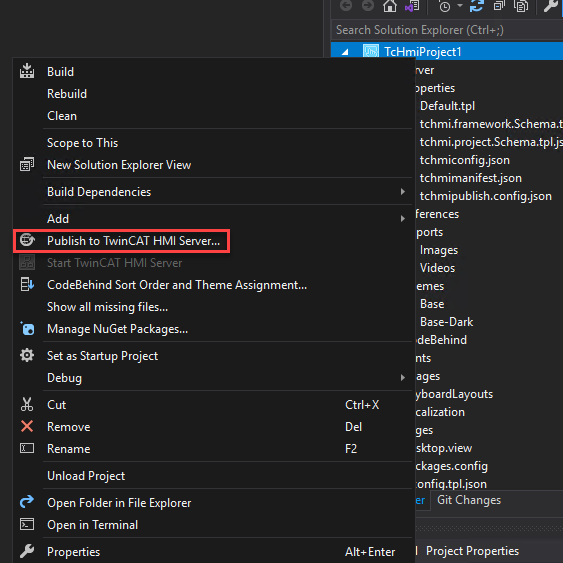 Search Solution Explorer (Ctrl+;)
TcHmiProject1
Build
Rebuild
Clean
Scope to This
New Solution Explorer View
Build Dependencies
Add
Publish to TwinCAT HMI Server...
Start TwinCAT HMI Server
CodeBehind Sort Order and Theme Assignment...
Show all missing files...
Manage NuGet Packages...
Set as Startup Project
Debug
Cut Ctrl+X
Remove Del
Rename F2
Unload Project
Open Folder in File Explorer
Open in Terminal
Properties Alt+Enter
rver
operties
Default.tpl
tchmi.framework.Schema.t
tchmi.project.Schema.tpl.js
tchmiconfig.json
tchmimanifest.json
tchmipublish.config.json
ferences
ports
Images
Videos
emes
Base
Base-Dark
deBehind
nts
ages
yboardLayouts
calization
ges
sktop.view
ckages.config
config.tpl.json
er Git Changes
Project Properties